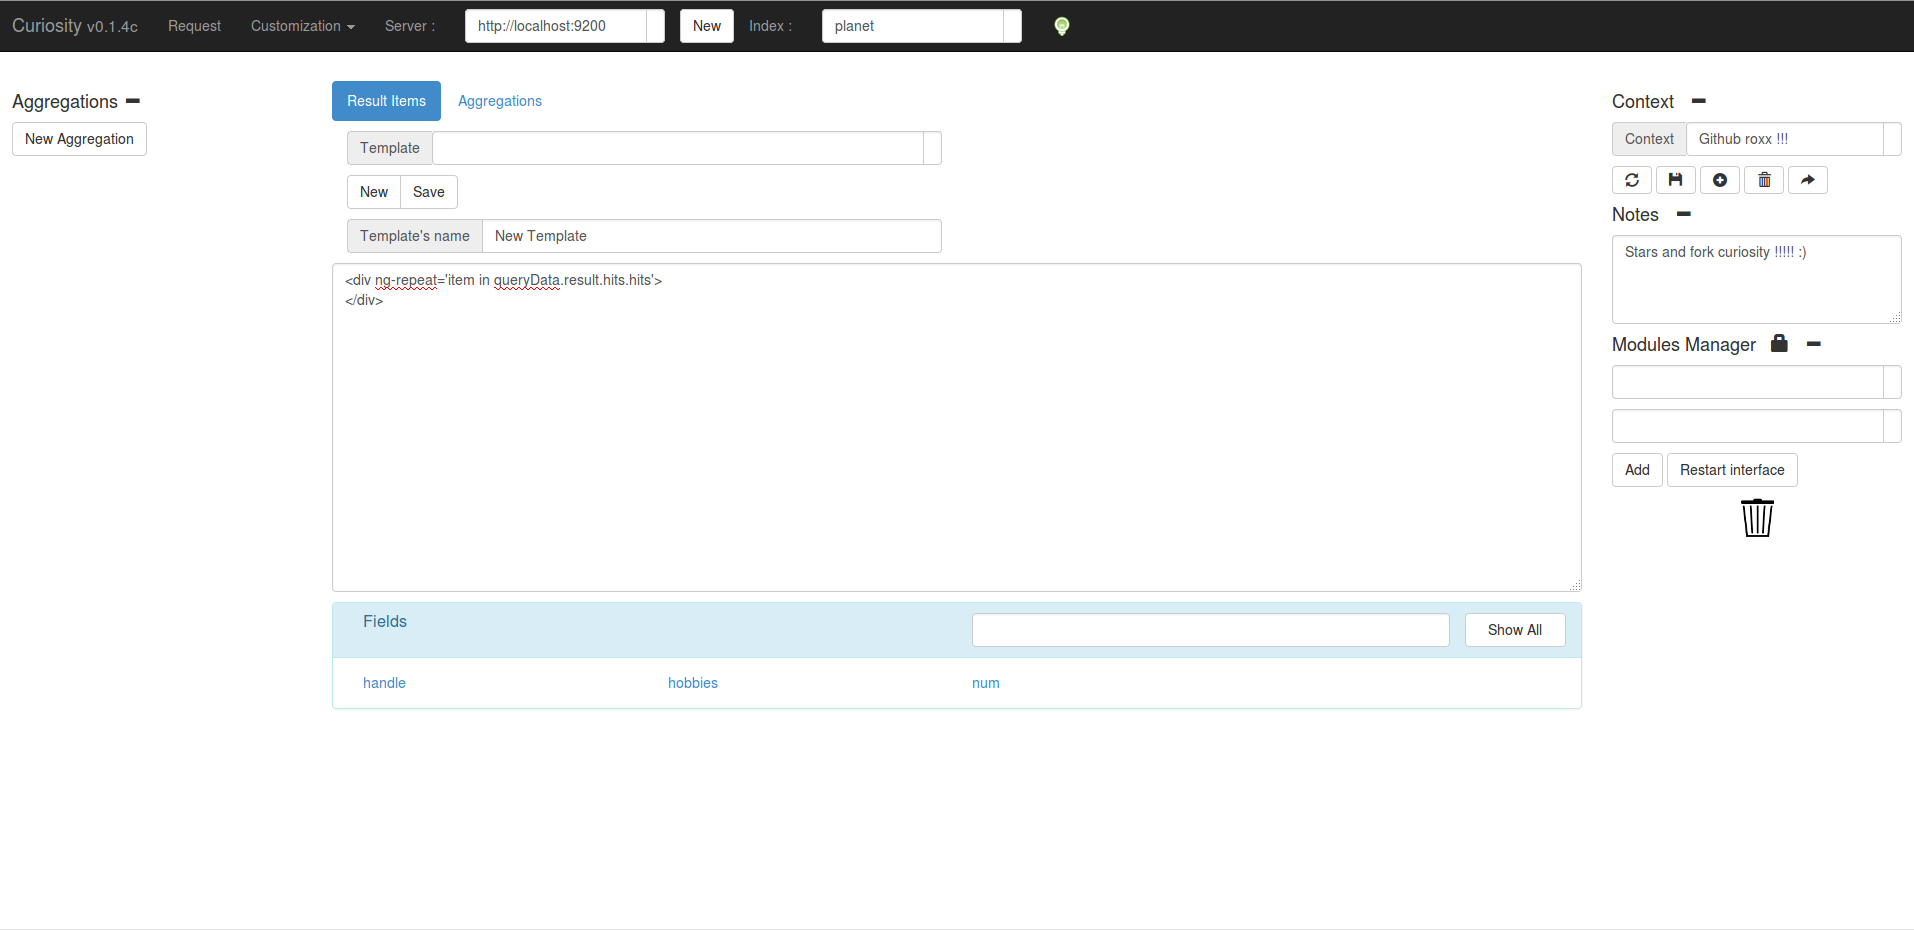 Curiosity v0.1.4c Request Customization Server : http://localhost:9200 New Index : planet
Aggregations
New Aggregation
Result Items Aggregations
Template
New Save
Template's name New Template
<div ng-repeat='item in queryData.result.hits.hits'>
</div>
Fields Show All
handle hobbies num
Context
Context Github roxx !!!
Notes
Stars and fork curiosity !!!!! :)
Modules Manager
Add Restart interface